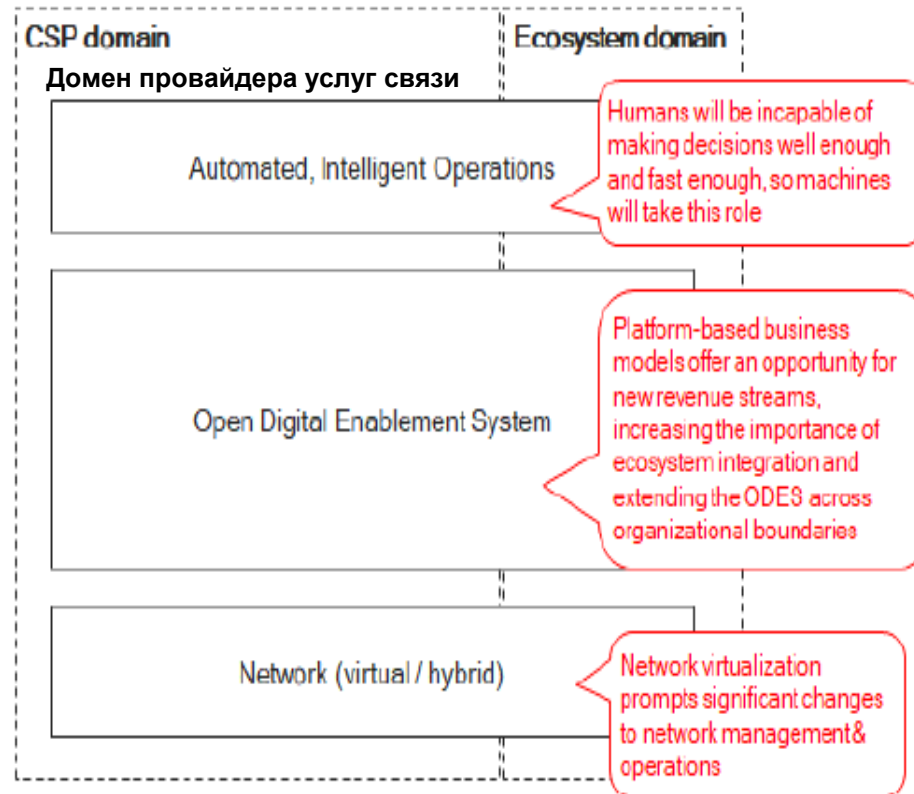 CSP domain
Ecosystem domain
Домен провайдера услуг связи
Automated, Intelligent Operations
Humans will be incapable of
making decisions well enough
and fast enough, so machines
will take this role
Open Digital Enablement System
Platform-based business
models offer an opportunity for
new revenue streams,
increasing the importance of
ecosystem integration and
extending the ODES across
organizational boundaries
Network (virtual / hybrid)
Network virtualization
prompts significant changes
to network management &
operations